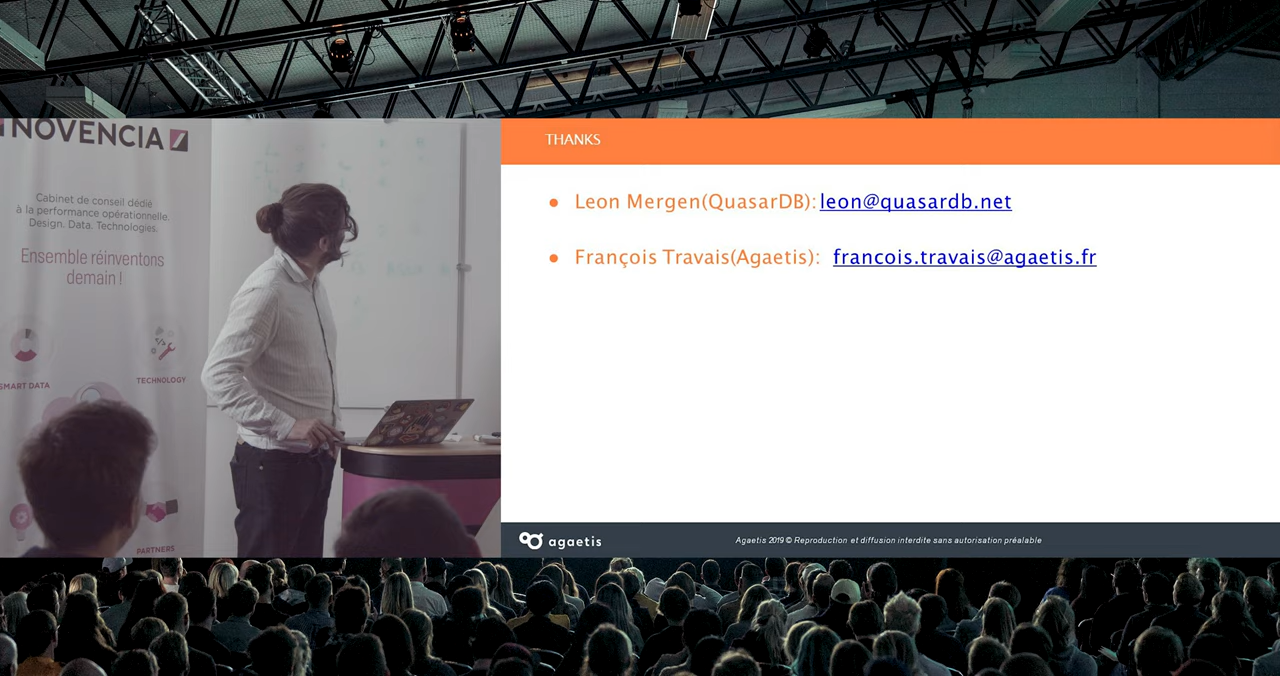 NOVENCIA
Cabinet de conseil dédié
à la performance opérationnelle.
Design. Data. Technologies.
Ensemble réinventons
demain !
SMART DATA
TECHNOLOGY
PARTNERS
THANKS
● Leon Mergen(QuasarDB): leon@quasardb.net
● François Travais(Agaetis): francois.travais@agaetis.fr
agaetis
Agaetis 2019 © Reproduction et diffusion interdite sans autorisation préalable